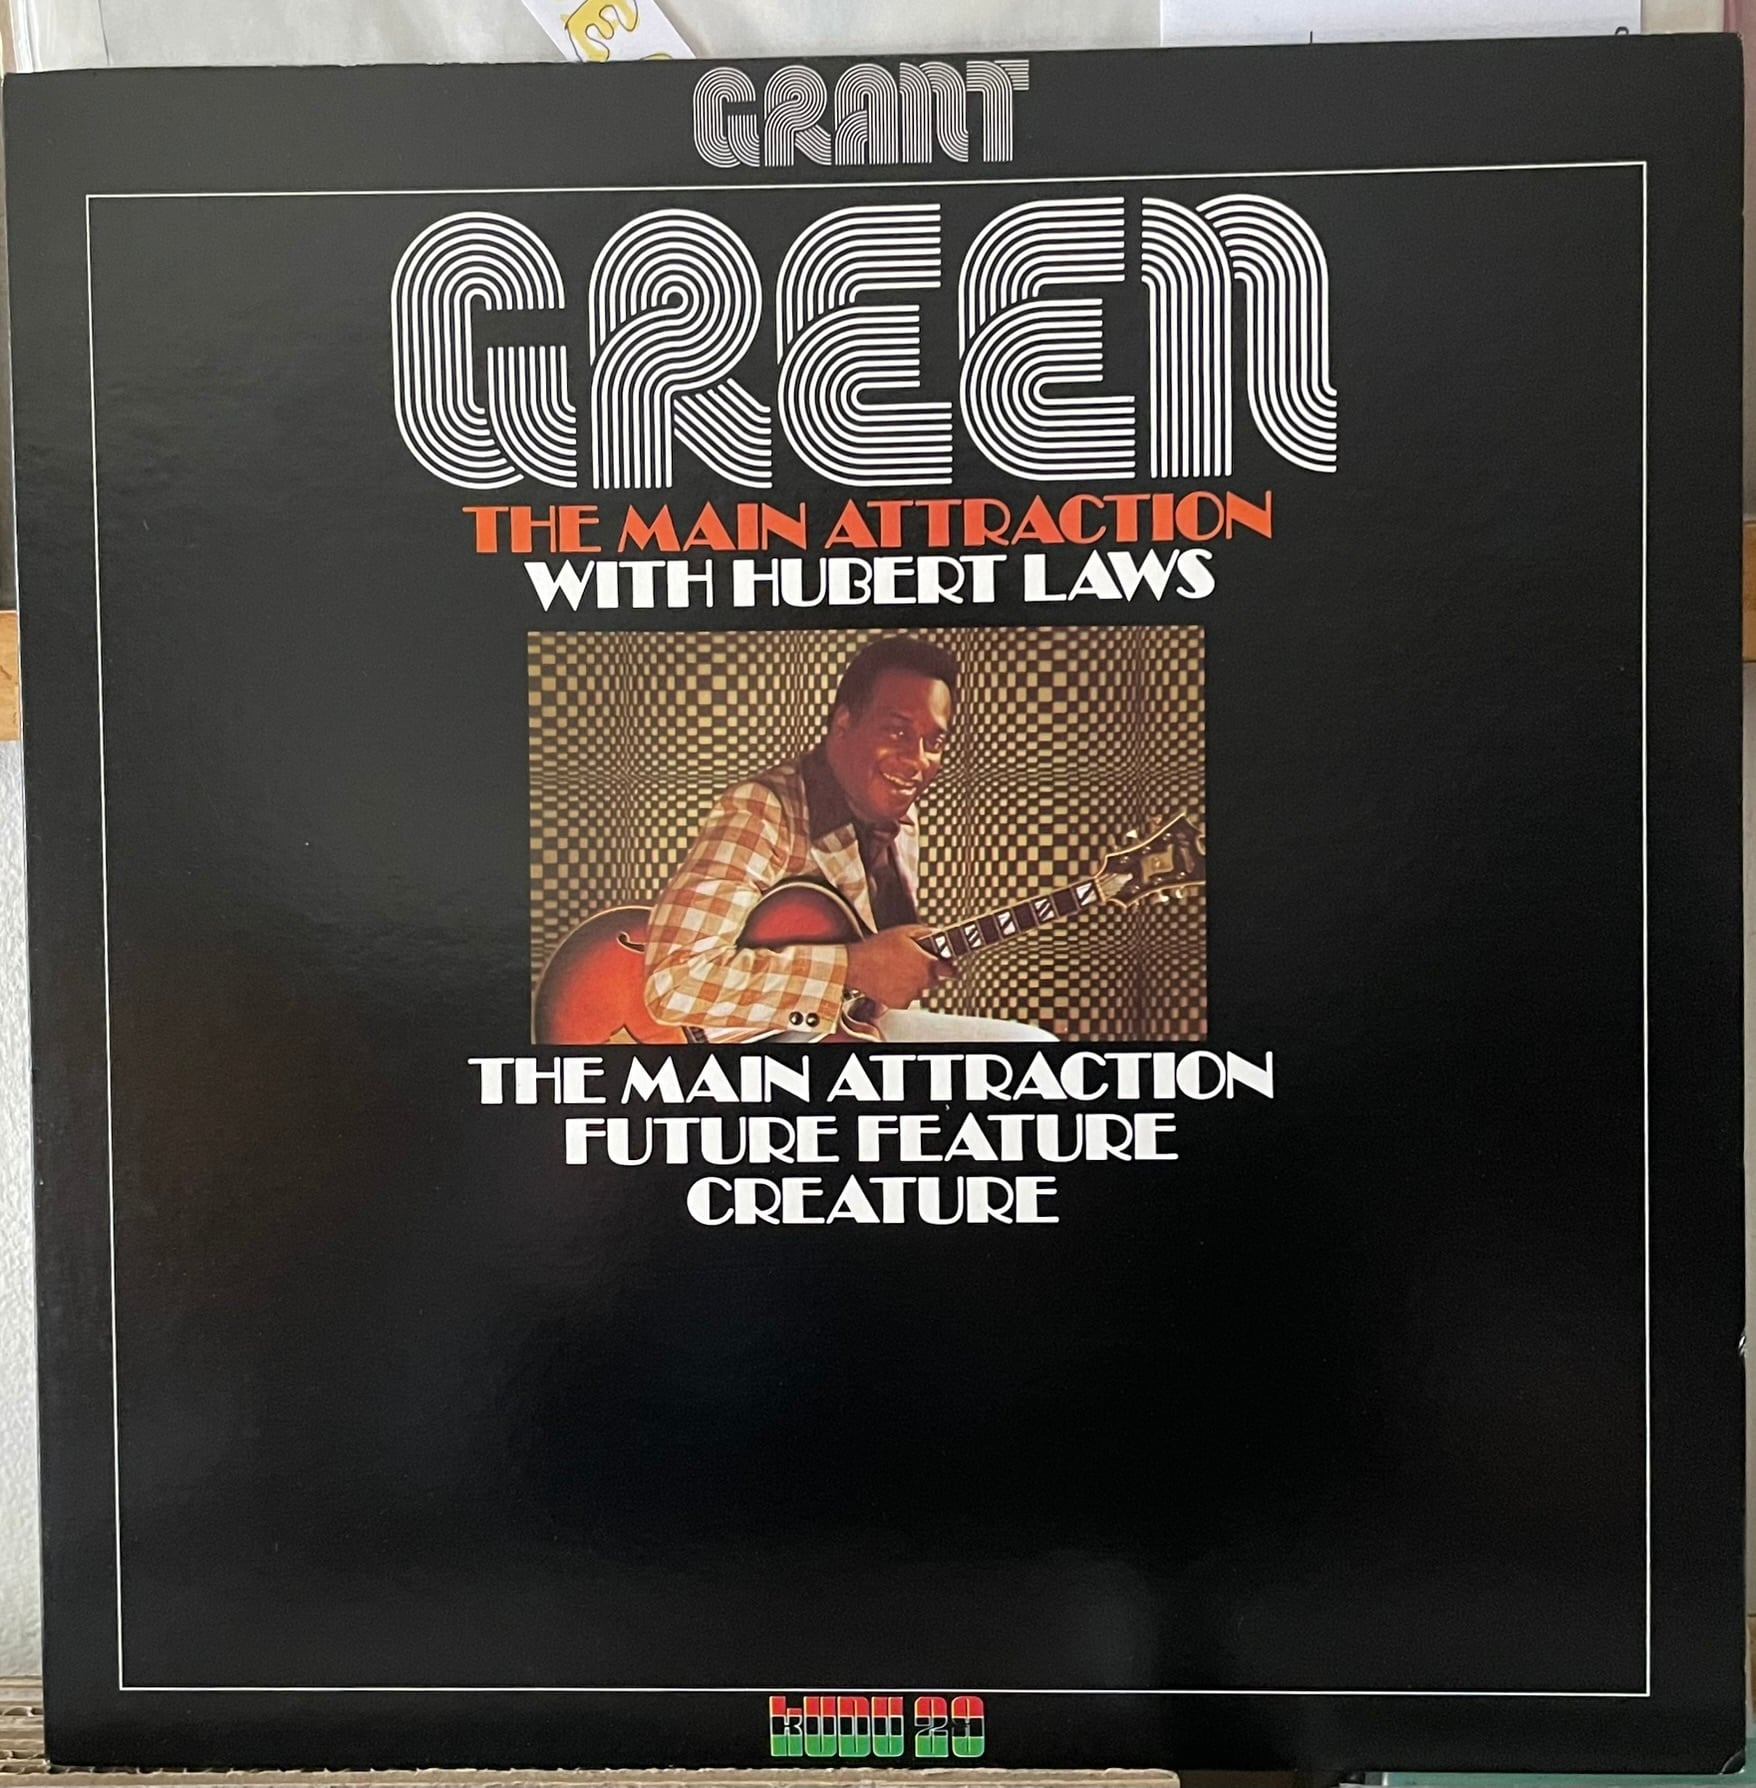 GRANT
GREEN
THE MAIN ATTRACTION
WITH HUBERT LAWS
THE MAIN ATTRACTION
FUTURE FEATURE
CREATURE
KUDU 29